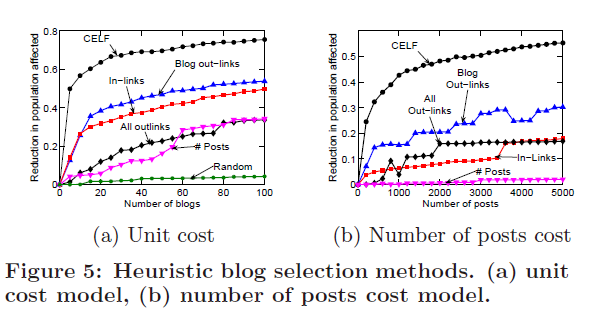 0.8
0.6
0.4
0.2
0
0 20 40 60 80 100
Reduction in population affected
Number of blogs
CELF
Blog out-links
In-links
All outlinks
# Posts
Random
0.5
0.4
0.3
0.2
0.1
0
0 1000 2000 3000 4000 5000
Reduction in population affected
Number of posts
CELF
Blog
Out-links
All
Out-links
In-Links
# Posts
(a) Unit cost
(b) Number of posts cost
Figure 5: Heuristic blog selection methods. (a) unit
cost model, (b) number of posts cost model.